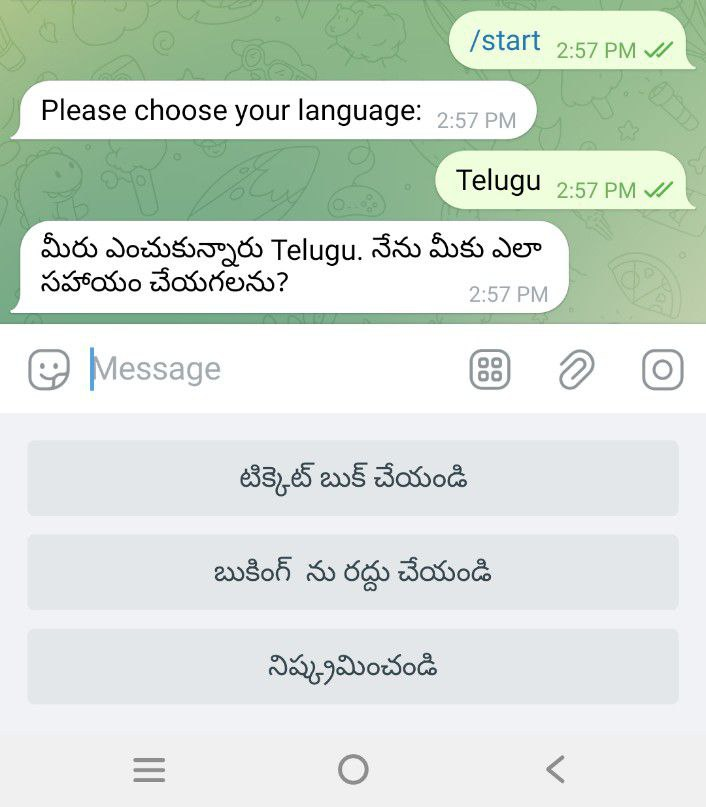 /start 2:57 PM
Please choose your language: 2:57 PM
Telugu 2:57 PM
మీరు ఎంచుకున్నారు Telugu. నేను మీకు ఎలా
సహాయం చేయగలను? 2:57 PM
Message
టిక్కెట్ బుక్ చేయండి
బుకింగ్ ను రద్దు చేయండి
నిష్క్రమించండి